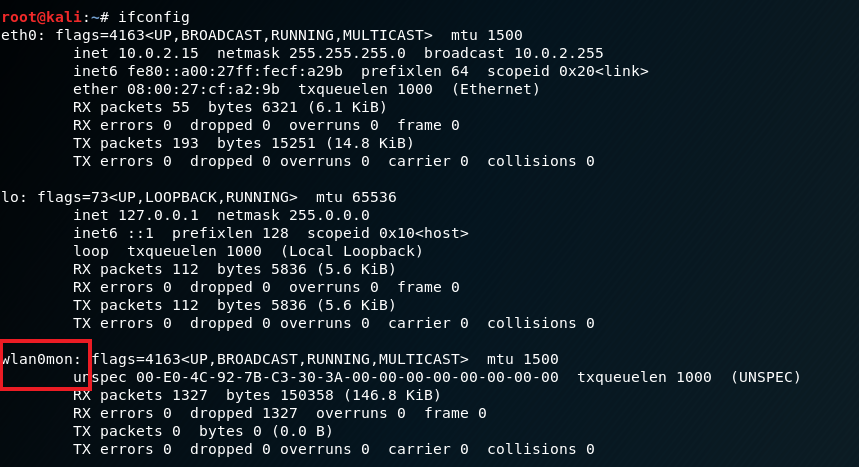 root@kali:~# ifconfig
eth0: flags=4163<UP,BROADCAST,RUNNING,MULTICAST>  mtu 1500
        inet 10.0.2.15  netmask 255.255.255.0  broadcast 10.0.2.255
        inet6 fe80::a00:27ff:fecf:a29b  prefixlen 64  scopeid 0x20<link>
        ether 08:00:27:cf:a2:9b  txqueuelen 1000  (Ethernet)
        RX packets 55  bytes 6321 (6.1 KiB)
        RX errors 0  dropped 0  overruns 0  frame 0
        TX packets 193  bytes 15251 (14.8 KiB)
        TX errors 0  dropped 0 overruns 0  carrier 0  collisions 0

lo: flags=73<UP,LOOPBACK,RUNNING>  mtu 65536
        inet 127.0.0.1  netmask 255.0.0.0
        inet6 ::1  prefixlen 128  scopeid 0x10<host>
        loop  txqueuelen 1000  (Local Loopback)
        RX packets 112  bytes 5836 (5.6 KiB)
        RX errors 0  dropped 0  overruns 0  frame 0
        TX packets 112  bytes 5836 (5.6 KiB)
        TX errors 0  dropped 0 overruns 0  carrier 0  collisions 0

wlan0mon: flags=4163<UP,BROADCAST,RUNNING,MULTICAST>  mtu 1500
        unspec 00-E0-4C-92-7B-C3-30-3A-00-00-00-00-00-00-00-00  txqueuelen 1000  (UNSPEC)
        RX packets 1327  bytes 150358 (146.8 KiB)
        RX errors 0  dropped 1327  overruns 0  frame 0
        TX packets 0  bytes 0 (0.0 B)
        TX errors 0  dropped 0 overruns 0  carrier 0  collisions 0